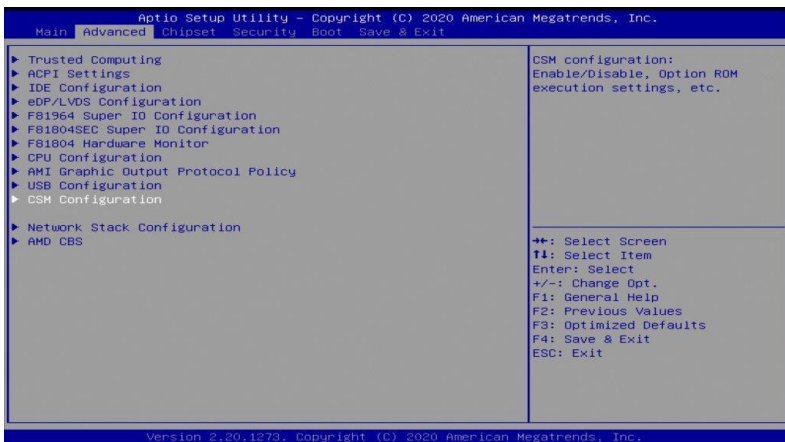 Aptio Setup Utility – Copyright (C) 2020 American Megatrends, Inc.
Main Advanced Chipset Security Boot Save & Exit
▶ Trusted Computing
▶ ACPI Settings
▶ IDE Configuration
▶ eDP/LVDS Configuration
▶ F81964 Super IO Configuration
▶ F81804SEC Super IO Configuration
▶ F81804 Hardware Monitor
▶ CPU Configuration
▶ AMI Graphic Output Protocol Policy
▶ USB Configuration
▶ CSM Configuration
▶ Network Stack Configuration
▶ AMD CBS
CSM configuration:
Enable/Disable, Option ROM
execution settings, etc.
→←: Select Screen
↑↓: Select Item
Enter: Select
+/-: Change Opt.
F1: General Help
F2: Previous Values
F3: Optimized Defaults
F4: Save & Exit
ESC: Exit
Version 2.20.1273. Copyright (C) 2020 American Megatrends, Inc.